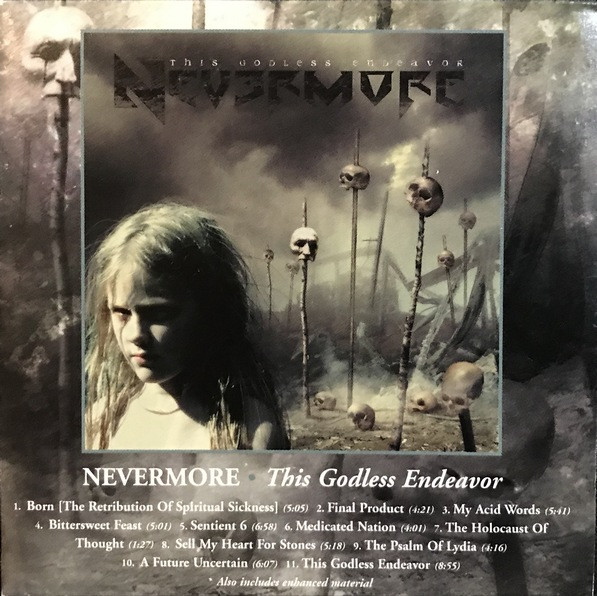 This Godless Endeavor
NEVERMORE
NEVERMORE • This Godless Endeavor
1. Born [The Retribution Of Spiritual Sickness] (5:05) 2. Final Product (4:21) 3. My Acid Words (5:41)
4. Bittersweet Feast (5:01) 5. Sentient 6 (6:58) 6. Medicated Nation (4:01) 7. The Holocaust Of
Thought (1:27) 8. Sell My Heart For Stones (5:18) 9. The Psalm Of Lydia (4:16)
10. A Future Uncertain (6:07) 11. This Godless Endeavor (8:55)
* Also includes enhanced material